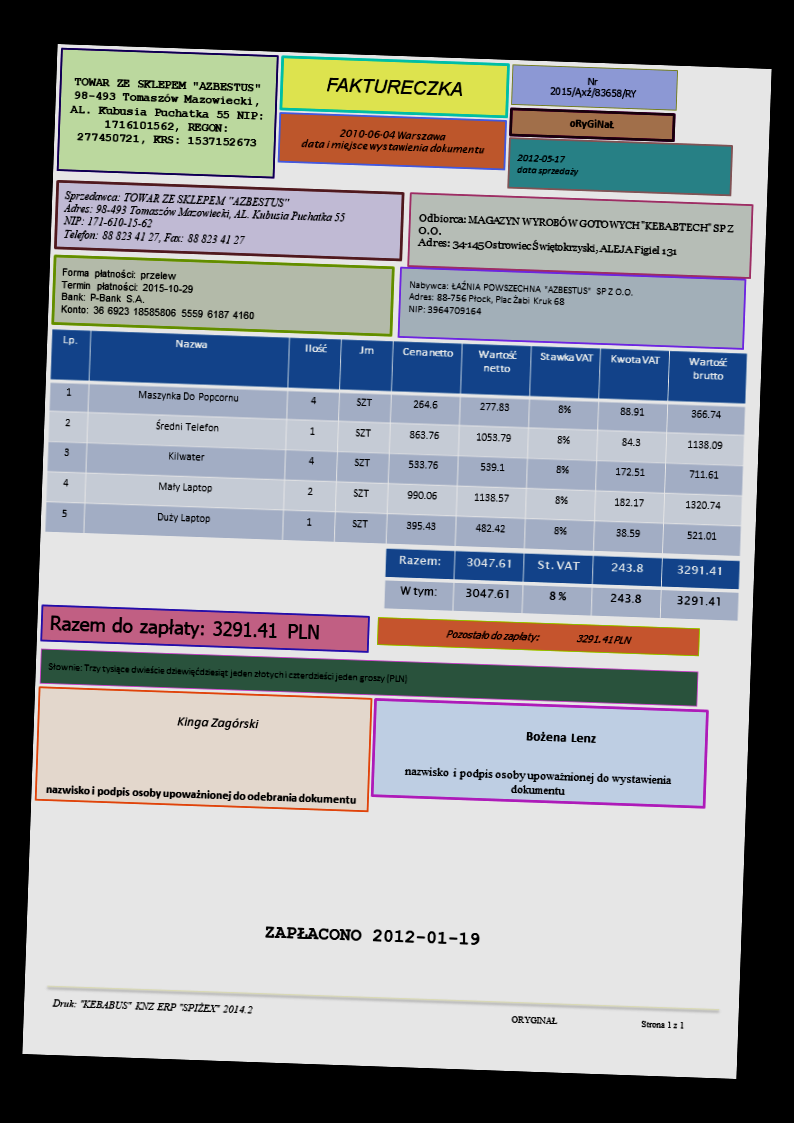 TOWAR ZE SKLEPEM "AZBESTUS"
98-493 Tomaszów Mazowiecki,
AL. Kubusia Puchatka 55 NIP:
1716101562, REGON:
277450721, KRS: 1537152673
FAKTURECZKA
2010-06-04 Warszawa
data i miejsce wystawienia dokumentu
Nr
2015/Ąxź/83658/RY
oRyGiNaŁ
2012-05-17
data sprzedaży
Sprzedawca: TOWAR ZE SKLEPEM "AZBESTUS"
Adres: 98-493 Tomaszów Mazowiecki, AL. Kubusia Puchatka 55
NIP: 171-610-15-62
Telefon: 88 823 41 27, Fax: 88 823 41 27
Odbiorca: MAGAZYN WYROBÓW GOTOWYCH "KEBABTECH" SP Z
O.O.
Adres: 34-145 Ostrowiec Świętokrzyski, ALEJA Figiel 131
Forma płatności: przelew
Termin płatności: 2015-10-29
Bank: P-Bank S.A.
Konto: 36 6923 18585806 5559 6187 4160
Nabywca: ŁAŹNIA POWSZECHNA "AZBESTUS" SP Z O.O.
Adres: 88-756 Płock, Plac Żabi Kruk 68
NIP: 3964709164
Lp. Nazwa Ilość Jm Cena netto Wartość netto Stawka VAT Kwota VAT Wartość brutto
1 Maszynka Do Popcornu 4 SZT 264.6 277.83 8% 88.91 366.74
2 Średni Telefon 1 SZT 863.76 1053.79 8% 84.3 1138.09
3 Kilwater 4 SZT 533.76 539.1 8% 172.51 711.61
4 Mały Laptop 2 SZT 990.06 1138.57 8% 182.17 1320.74
5 Duży Laptop 1 SZT 395.43 482.42 8% 38.59 521.01
Razem: 3047.61 St. VAT 243.8 3291.41
W tym: 3047.61 8 % 243.8 3291.41
Razem do zapłaty: 3291.41 PLN
Pozostało do zapłaty: 3291.41 PLN
Słownie: Trzy tysiące dwieście dziewięćdziesiąt jeden złotych i czterdzieści jeden groszy (PLN)
Kinga Zagórski
nazwisko i podpis osoby upoważnionej do odebrania dokumentu
Bożena Lenz
nazwisko i podpis osoby upoważnionej do wystawienia
dokumentu
ZAPŁACONO 2012-01-19
Druk: "KEBABUS" KNZ ERP "SPIŻEX" 2014.2
ORYGINAŁ
Strona 1 z 1